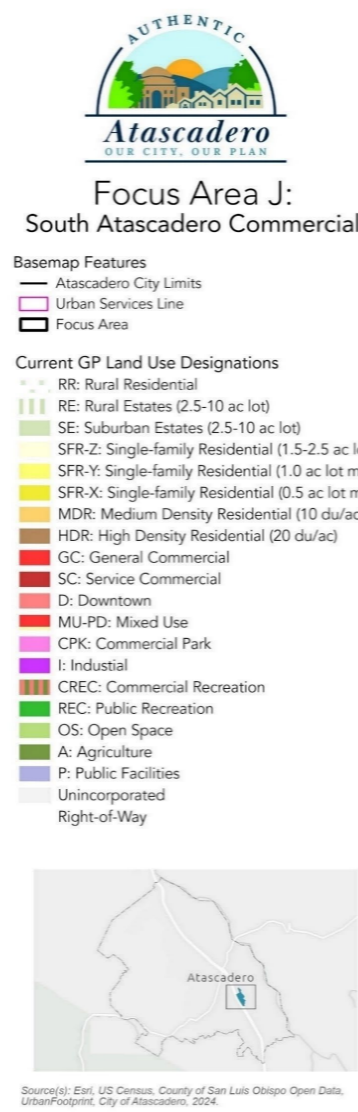 AUTHENTIC
Atascadero
OUR CITY, OUR PLAN
Focus Area J:
South Atascadero Commercial
Basemap Features
Atascadero City Limits
Urban Services Line
Focus Area
Current GP Land Use Designations
RR: Rural Residential
RE: Rural Estates (2.5-10 ac lot)
SE: Suburban Estates (2.5-10 ac lot)
SFR-Z: Single-family Residential (1.5-2.5 ac l
SFR-Y: Single-family Residential (1.0 ac lot m
SFR-X: Single-family Residential (0.5 ac lot m
MDR: Medium Density Residential (10 du/ac
HDR: High Density Residential (20 du/ac)
GC: General Commercial
SC: Service Commercial
D: Downtown
MU-PD: Mixed Use
CPK: Commercial Park
I: Industial
CREC: Commercial Recreation
REC: Public Recreation
OS: Open Space
A: Agriculture
P: Public Facilities
Unincorporated
Right-of-Way
Atascadero
Source(s): Esri, US Census, County of San Luis Obispo Open Data,
UrbanFootprint, City of Atascadero, 2024.